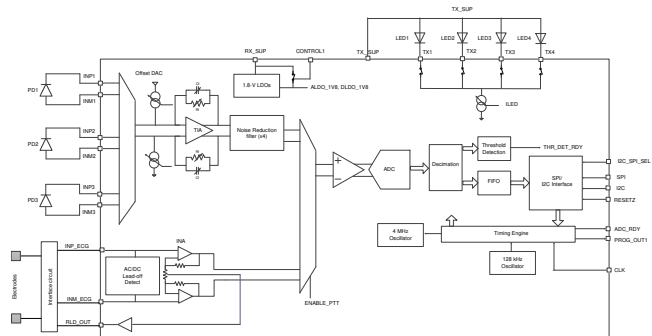 TX_SUP
LED1
LED2
LED3
LED4
RX_SUP
CONTROL1
TX_SUP
TX1
TX2
TX3
TX4
Offset DAC
1.8-V LDOs
ALDO_1V8, DLDO_1V8
ILED
INP1
PD1
INM1
TIA
Noise Reduction
filter (x4)
INP2
PD2
INM2
Threshold
Detection
THR_DET_RDY
ADC
Decimation
FIFO
SPI/
I2C Interface
I2C_SPI_SEL
SPI
I2C
RESETZ
INP3
PD3
INM3
4 MHz
Oscillator
Timing Engine
ADC_RDY
PROG_OUT1
128 kHz
Oscillator
CLK
INP_ECG
INA
AC/DC
Lead-off
Detect
Electrodes
Interface circuit
INM_ECG
ENABLE_PTT
RLD_OUT